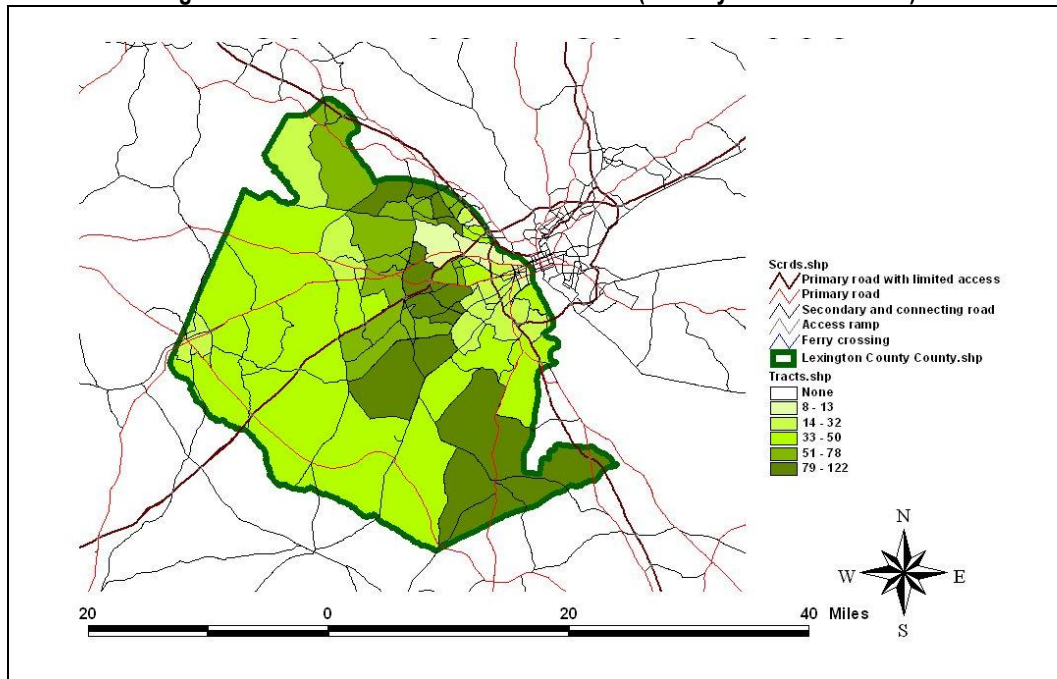 Scrds.shp
Primary road with limited access
Primary road
Secondary and connecting road
Access ramp
Ferry crossing
Lexington County County.shp
Tracts.shp
None
8 - 13
14 - 32
33 - 50
51 - 78
79 - 122
N
W E
S
20 0 20 40 Miles